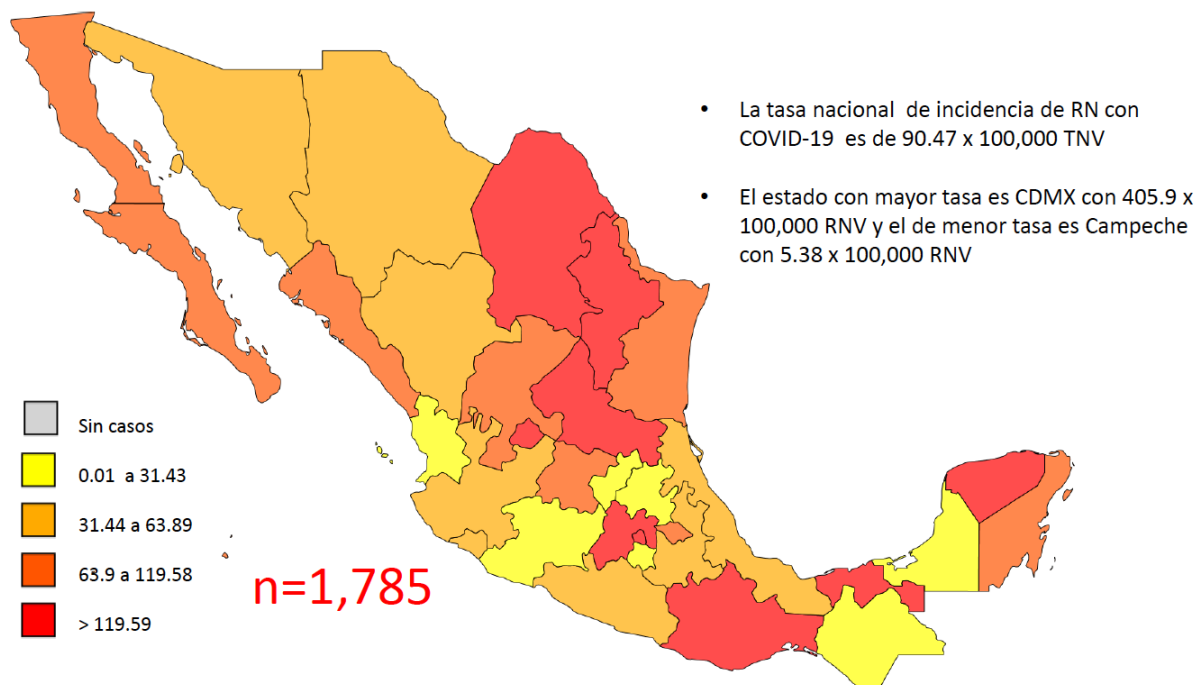 • La tasa nacional de incidencia de RN con
COVID-19 es de 90.47 x 100,000 TNV
• El estado con mayor tasa es CDMX con 405.9 x
100,000 RNV y el de menor tasa es Campeche
con 5.38 x 100,000 RNV
Sin casos
0.01 a 31.43
31.44 a 63.89
63.9 a 119.58
> 119.59
n=1,785